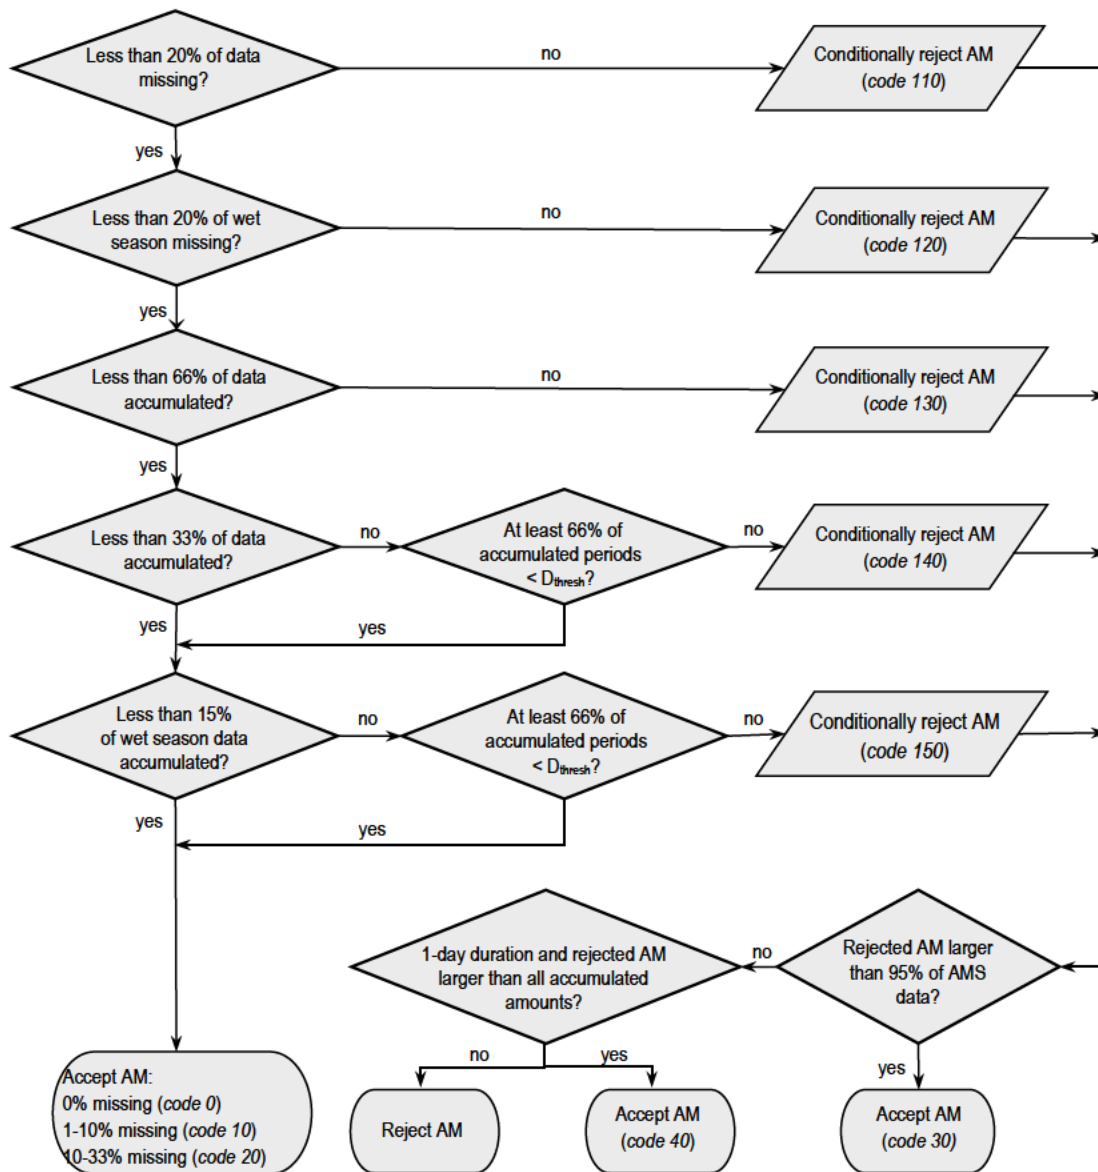 Less than 20% of data
missing?
no
Conditionally reject AM
(code 110)
yes
Less than 20% of wet
season missing?
no
Conditionally reject AM
(code 120)
yes
Less than 66% of data
accumulated?
no
Conditionally reject AM
(code 130)
yes
Less than 33% of data
accumulated?
no
At least 66% of
accumulated periods
< Dthresh?
no
Conditionally reject AM
(code 140)
yes
yes
Less than 15%
of wet season data
accumulated?
no
At least 66% of
accumulated periods
< Dthresh?
no
Conditionally reject AM
(code 150)
yes
yes
1-day duration and rejected AM
larger than all accumulated
amounts?
no
Rejected AM larger
than 95% of AMS
data?
no
yes
yes
Accept AM:
0% missing (code 0)
1-10% missing (code 10)
10-33% missing (code 20)
Reject AM
Accept AM
(code 40)
Accept AM
(code 30)